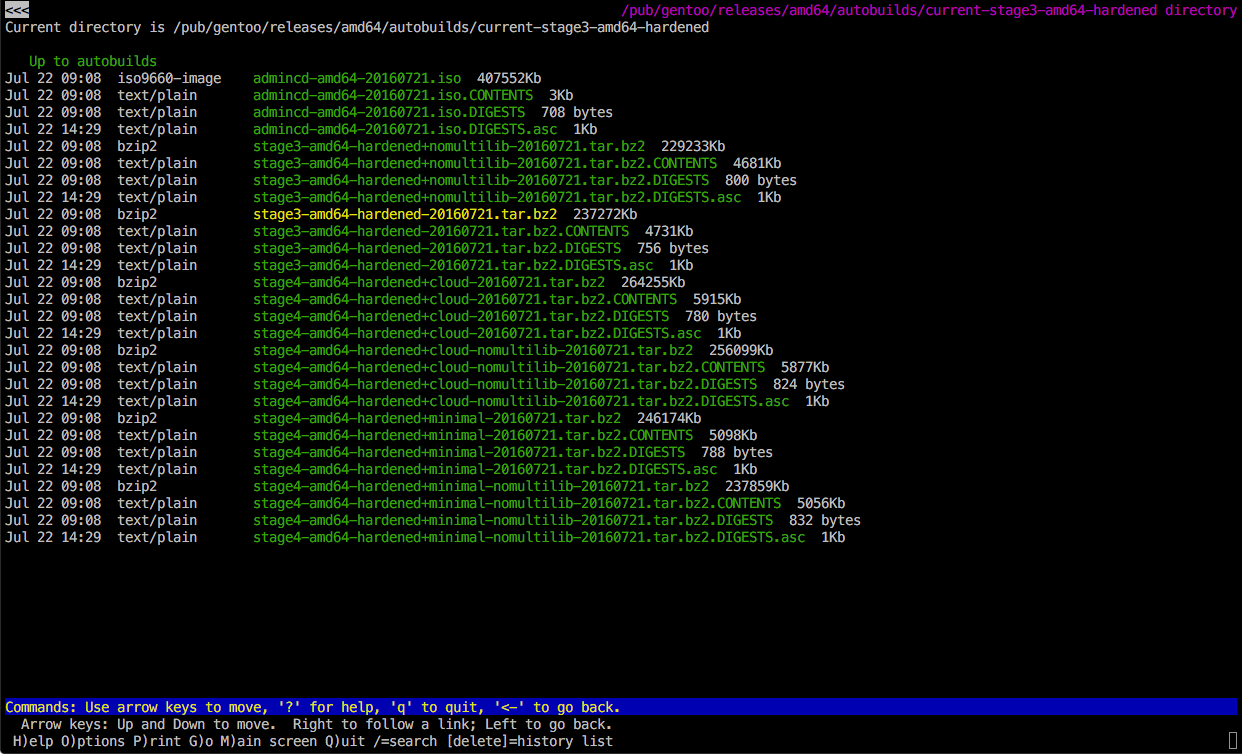 <<< /pub/gentoo/releases/amd64/autobuilds/current-stage3-amd64-hardened directory
Current directory is /pub/gentoo/releases/amd64/autobuilds/current-stage3-amd64-hardened
Up to autobuilds
Jul 22 09:08 iso9660-image admincd-amd64-20160721.iso 407552Kb
Jul 22 09:08 text/plain admincd-amd64-20160721.iso.CONTENTS 3Kb
Jul 22 09:08 text/plain admincd-amd64-20160721.iso.DIGESTS 708 bytes
Jul 22 14:29 text/plain admincd-amd64-20160721.iso.DIGESTS.asc 1Kb
Jul 22 09:08 bzip2 stage3-amd64-hardened+nomultilib-20160721.tar.bz2 229233Kb
Jul 22 09:08 text/plain stage3-amd64-hardened+nomultilib-20160721.tar.bz2.CONTENTS 4681Kb
Jul 22 09:08 text/plain stage3-amd64-hardened+nomultilib-20160721.tar.bz2.DIGESTS 800 bytes
Jul 22 14:29 text/plain stage3-amd64-hardened+nomultilib-20160721.tar.bz2.DIGESTS.asc 1Kb
Jul 22 09:08 bzip2 stage3-amd64-hardened-20160721.tar.bz2 237272Kb
Jul 22 09:08 text/plain stage3-amd64-hardened-20160721.tar.bz2.CONTENTS 4731Kb
Jul 22 09:08 text/plain stage3-amd64-hardened-20160721.tar.bz2.DIGESTS 756 bytes
Jul 22 14:29 text/plain stage3-amd64-hardened-20160721.tar.bz2.DIGESTS.asc 1Kb
Jul 22 09:08 bzip2 stage4-amd64-hardened+cloud-20160721.tar.bz2 264255Kb
Jul 22 09:08 text/plain stage4-amd64-hardened+cloud-20160721.tar.bz2.CONTENTS 5915Kb
Jul 22 09:08 text/plain stage4-amd64-hardened+cloud-20160721.tar.bz2.DIGESTS 780 bytes
Jul 22 14:29 text/plain stage4-amd64-hardened+cloud-20160721.tar.bz2.DIGESTS.asc 1Kb
Jul 22 09:08 bzip2 stage4-amd64-hardened+cloud-nomultilib-20160721.tar.bz2 256099Kb
Jul 22 09:08 text/plain stage4-amd64-hardened+cloud-nomultilib-20160721.tar.bz2.CONTENTS 5877Kb
Jul 22 09:08 text/plain stage4-amd64-hardened+cloud-nomultilib-20160721.tar.bz2.DIGESTS 824 bytes
Jul 22 14:29 text/plain stage4-amd64-hardened+cloud-nomultilib-20160721.tar.bz2.DIGESTS.asc 1Kb
Jul 22 09:08 bzip2 stage4-amd64-hardened+minimal-20160721.tar.bz2 246174Kb
Jul 22 09:08 text/plain stage4-amd64-hardened+minimal-20160721.tar.bz2.CONTENTS 5098Kb
Jul 22 09:08 text/plain stage4-amd64-hardened+minimal-20160721.tar.bz2.DIGESTS 788 bytes
Jul 22 14:29 text/plain stage4-amd64-hardened+minimal-20160721.tar.bz2.DIGESTS.asc 1Kb
Jul 22 09:08 bzip2 stage4-amd64-hardened+minimal-nomultilib-20160721.tar.bz2 237859Kb
Jul 22 09:08 text/plain stage4-amd64-hardened+minimal-nomultilib-20160721.tar.bz2.CONTENTS 5056Kb
Jul 22 09:08 text/plain stage4-amd64-hardened+minimal-nomultilib-20160721.tar.bz2.DIGESTS 832 bytes
Jul 22 14:29 text/plain stage4-amd64-hardened+minimal-nomultilib-20160721.tar.bz2.DIGESTS.asc 1Kb
Commands: Use arrow keys to move, '?' for help, 'q' to quit, '<-' to go back.
Arrow keys: Up and Down to move. Right to follow a link; Left to go back.
H)elp O)ptions P)rint G)o M)ain screen Q)uit /=search [delete]=history list